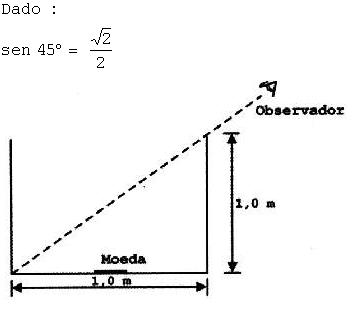 Dado :
sen 45° = √2/2
Observador
1,0 m
Moeda
1,0 m